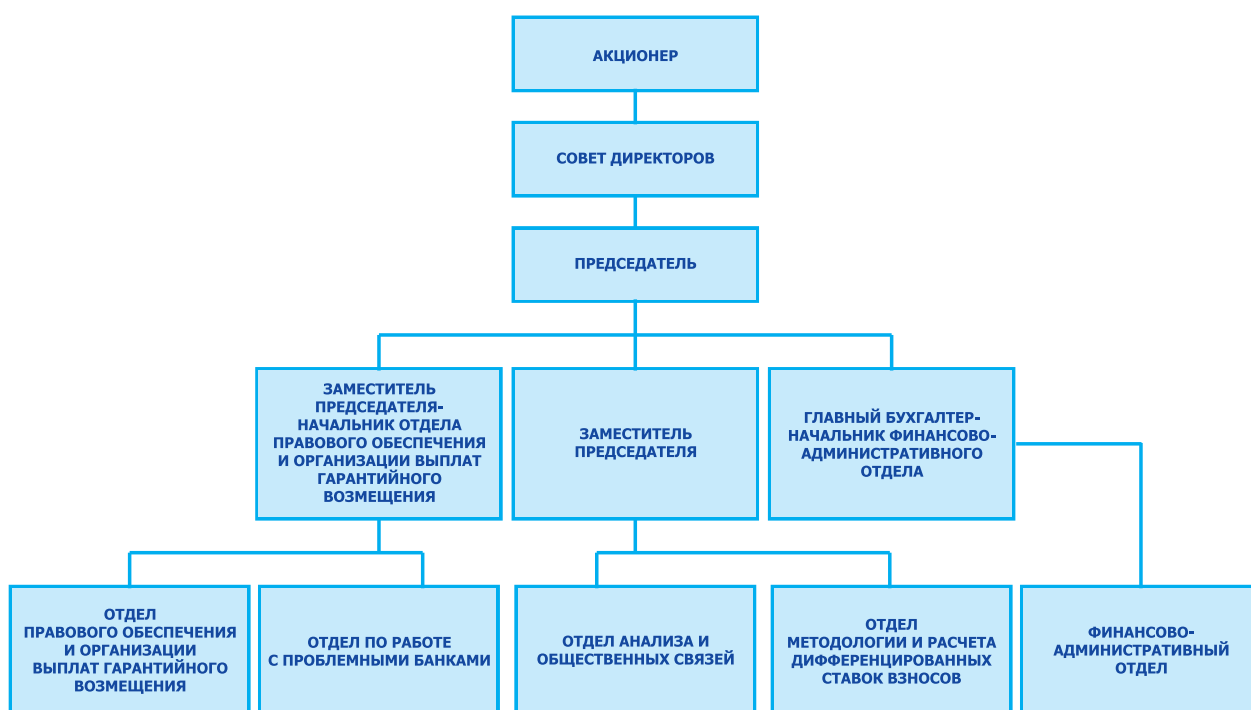 АКЦИОНЕР
СОВЕТ ДИРЕКТОРОВ
ПРЕДСЕДАТЕЛЬ
ЗАМЕСТИТЕЛЬ
ПРЕДСЕДАТЕЛЯ-
НАЧАЛЬНИК ОТДЕЛА
ПРАВОВОГО ОБЕСПЕЧЕНИЯ
И ОРГАНИЗАЦИИ ВЫПЛАТ
ГАРАНТИЙНОГО
ВОЗМЕЩЕНИЯ
ЗАМЕСТИТЕЛЬ
ПРЕДСЕДАТЕЛЯ
ГЛАВНЫЙ БУХГАЛТЕР-
НАЧАЛЬНИК ФИНАНСОВО-
АДМИНИСТРАТИВНОГО
ОТДЕЛА
ОТДЕЛ
ПРАВОВОГО ОБЕСПЕЧЕНИЯ
И ОРГАНИЗАЦИИ
ВЫПЛАТ ГАРАНТИЙНОГО
ВОЗМЕЩЕНИЯ
ОТДЕЛ ПО РАБОТЕ
С ПРОБЛЕМНЫМИ БАНКАМИ
ОТДЕЛ АНАЛИЗА И
ОБЩЕСТВЕННЫХ СВЯЗЕЙ
ОТДЕЛ
МЕТОДОЛОГИИ И РАСЧЕТА
ДИФФЕРЕНЦИРОВАННЫХ
СТАВОК ВЗНОСОВ
ФИНАНСОВО-
АДМИНИСТРАТИВНЫЙ
ОТДЕЛ